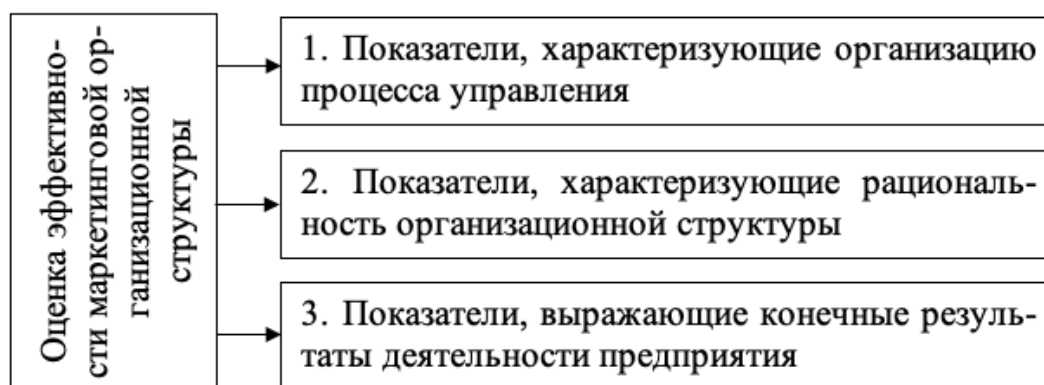 Оценка эффективно-
сти маркетинговой ор-
ганизационной
структуры
1. Показатели, характеризующие организацию
процесса управления
2. Показатели, характеризующие рациональ-
ность организационной структуры
3. Показатели, выражающие конечные резуль-
таты деятельности предприятия